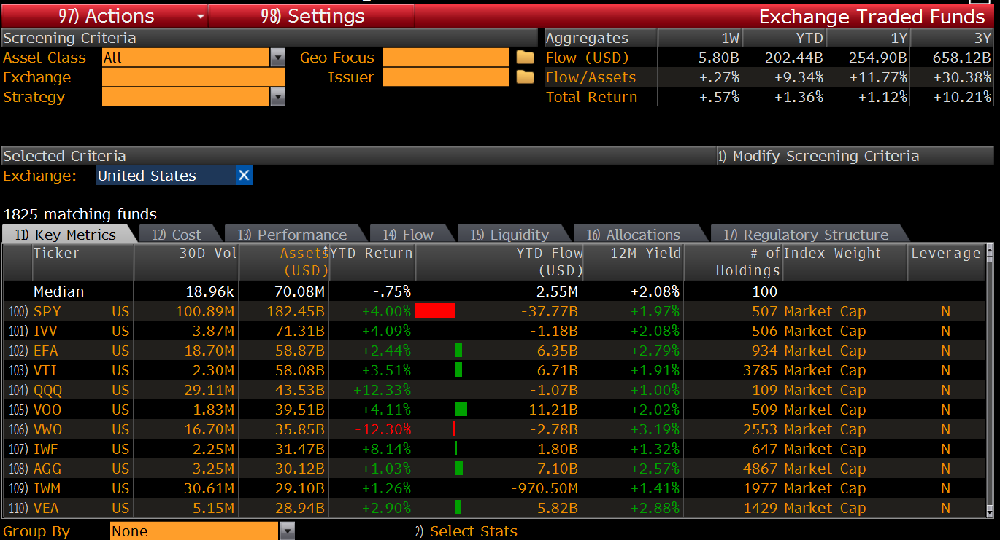 97) Actions 98) Settings Exchange Traded Funds
Screening Criteria Aggregates 1W YTD 1Y 3Y
Asset Class All Geo Focus Flow (USD) 5.80B 202.44B 254.90B 658.12B
Exchange Issuer Flow/Assets +.27% +9.34% +11.77% +30.38%
Strategy Total Return +.57% +1.36% +1.12% +10.21%
Selected Criteria 1) Modify Screening Criteria
Exchange: United States X
1825 matching funds
11) Key Metrics 12) Cost 13) Performance 14) Flow 15) Liquidity 16) Allocations 17) Regulatory Structure
Ticker 30D Vol Assets YTD Return YTD Flow 12M Yield # of Index Weight Leverage
(USD) (USD) Holdings
Median 18.96k 70.08M -.75% 2.55M +2.08% 100
100) SPY US 100.89M 182.45B +4.00% -37.77B +1.97% 507 Market Cap N
101) IVV US 3.87M 71.31B +4.09% -1.18B +2.08% 506 Market Cap N
102) EFA US 18.70M 58.87B +2.44% 6.35B +2.79% 934 Market Cap N
103) VTI US 2.30M 58.08B +3.51% 6.71B +1.91% 3785 Market Cap N
104) QQQ US 29.11M 43.53B +12.33% -1.07B +1.00% 109 Market Cap N
105) VOO US 1.83M 39.51B +4.11% 11.21B +2.02% 509 Market Cap N
106) VWO US 16.70M 35.85B -12.30% -2.78B +3.19% 2553 Market Cap N
107) IWF US 2.25M 31.47B +8.14% 1.80B +1.32% 647 Market Cap N
108) AGG US 3.25M 30.12B +1.03% 7.10B +2.57% 4867 Market Cap N
109) IWM US 30.61M 29.10B +1.26% -970.50M +1.41% 1977 Market Cap N
110) VEA US 5.15M 28.94B +2.90% 5.82B +2.88% 1429 Market Cap N
Group By None 2) Select Stats